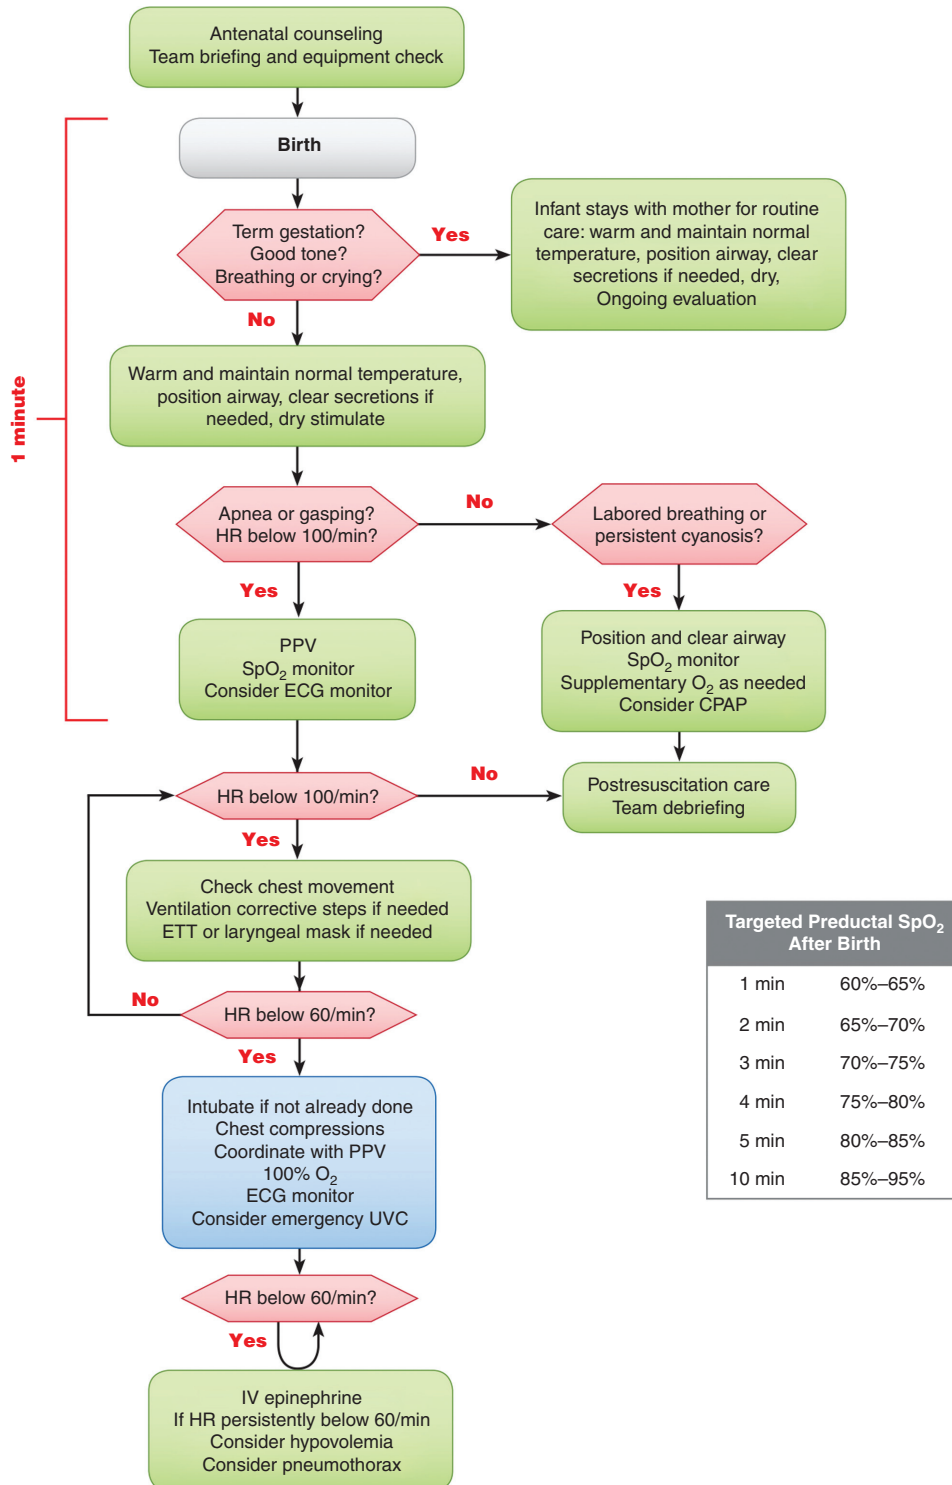 Antenatal counseling
Team briefing and equipment check
1 minute
Birth
Term gestation?
Good tone?
Breathing or crying?
Yes
Infant stays with mother for routine
care: warm and maintain normal
temperature, position airway, clear
secretions if needed, dry,
Ongoing evaluation
No
Warm and maintain normal temperature,
position airway, clear secretions if
needed, dry stimulate
Apnea or gasping?
HR below 100/min?
No
Labored breathing or
persistent cyanosis?
Yes
Yes
PPV
SpO₂ monitor
Consider ECG monitor
Position and clear airway
SpO₂ monitor
Supplementary O₂ as needed
Consider CPAP
HR below 100/min?
No
Postresuscitation care
Team debriefing
Yes
Check chest movement
Ventilation corrective steps if needed
ETT or laryngeal mask if needed
No
HR below 60/min?
Yes
Intubate if not already done
Chest compressions
Coordinate with PPV
100% O₂
ECG monitor
Consider emergency UVC
HR below 60/min?
Yes
IV epinephrine
If HR persistently below 60/min
Consider hypovolemia
Consider pneumothorax
Targeted Preductal SpO₂
After Birth
1 min 60%–65%
2 min 65%–70%
3 min 70%–75%
4 min 75%–80%
5 min 80%–85%
10 min 85%–95%